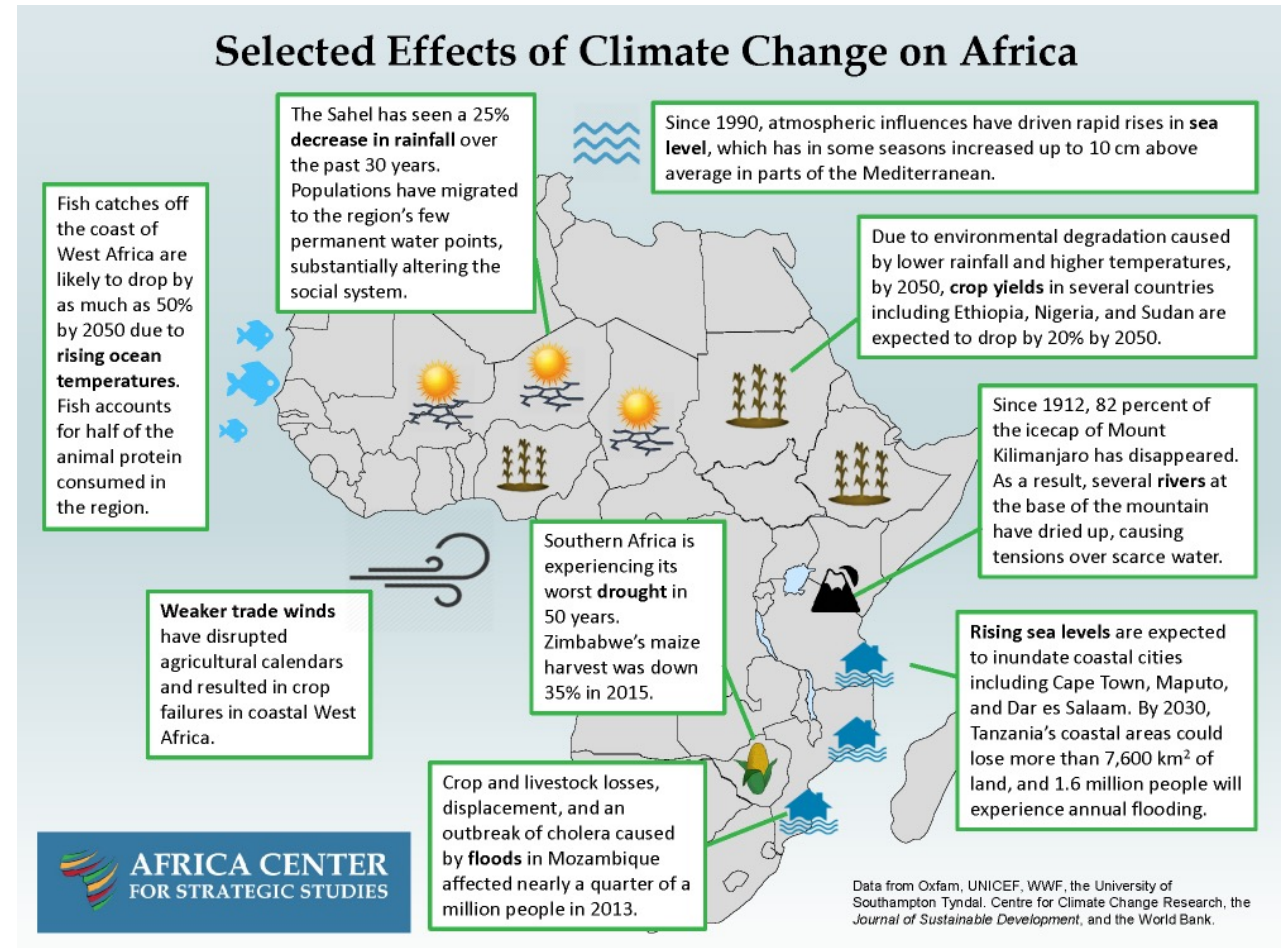 Selected Effects of Climate Change on Africa
The Sahel has seen a 25%
decrease in rainfall over
the past 30 years.
Populations have migrated
to the region's few
permanent water points,
substantially altering the
social system.
Since 1990, atmospheric influences have driven rapid rises in sea
level, which has in some seasons increased up to 10 cm above
average in parts of the Mediterranean.
Fish catches off
the coast of
West Africa are
likely to drop by
as much as 50%
by 2050 due to
rising ocean
temperatures.
Fish accounts
for half of the
animal protein
consumed in
the region.
Due to environmental degradation caused
by lower rainfall and higher temperatures,
by 2050, crop yields in several countries
including Ethiopia, Nigeria, and Sudan are
expected to drop by 20% by 2050.
Since 1912, 82 percent of
the icecap of Mount
Kilimanjaro has disappeared.
As a result, several rivers at
the base of the mountain
have dried up, causing
tensions over scarce water.
Southern Africa is
experiencing its
worst drought in
50 years.
Zimbabwe's maize
harvest was down
35% in 2015.
Weaker trade winds
have disrupted
agricultural calendars
and resulted in crop
failures in coastal West
Africa.
Rising sea levels are expected
to inundate coastal cities
including Cape Town, Maputo,
and Dar es Salaam. By 2030,
Tanzania's coastal areas could
lose more than 7,600 km² of
land, and 1.6 million people will
experience annual flooding.
Crop and livestock losses,
displacement, and an
outbreak of cholera caused
by floods in Mozambique
affected nearly a quarter of a
million people in 2013.
AFRICA CENTER
FOR STRATEGIC STUDIES
Data from Oxfam, UNICEF, WWF, the University of
Southampton Tyndal. Centre for Climate Change Research, the
Journal of Sustainable Development, and the World Bank.